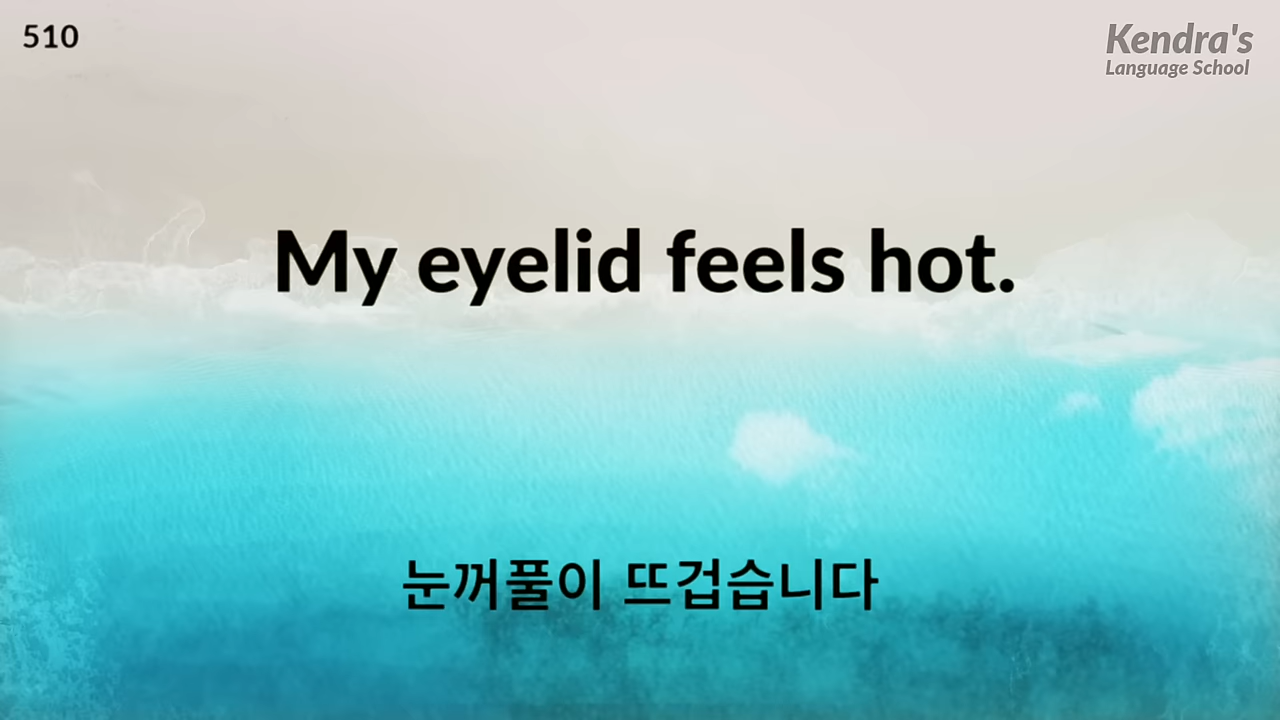 510
Kendra's
Language School
My eyelid feels hot.
눈꺼풀이 뜨겁습니다